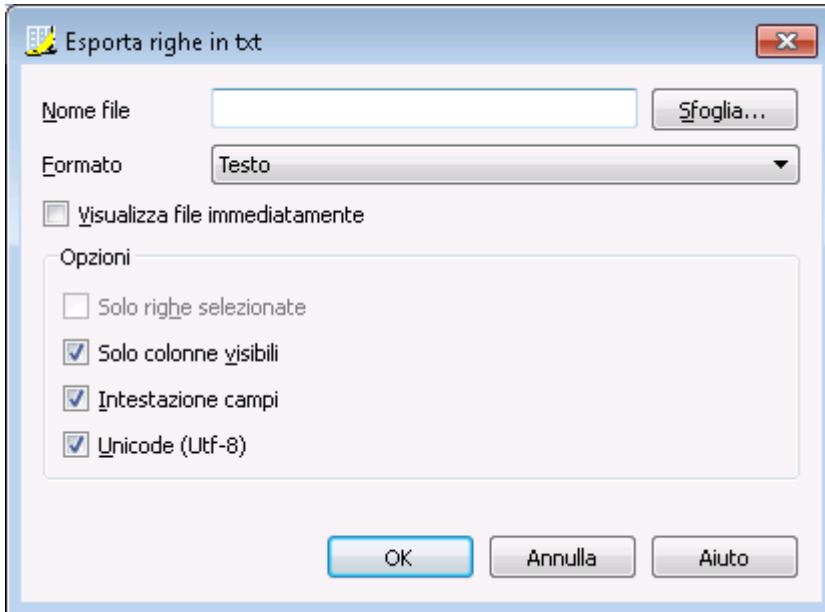 Esporta righe in txt
Nome file
Sfoglia...
Formato
Testo
Visualizza file immediatamente
Opzioni
Solo righe selezionate
Solo colonne visibili
Intestazione campi
Unicode (Utf-8)
OK
Annulla
Aiuto